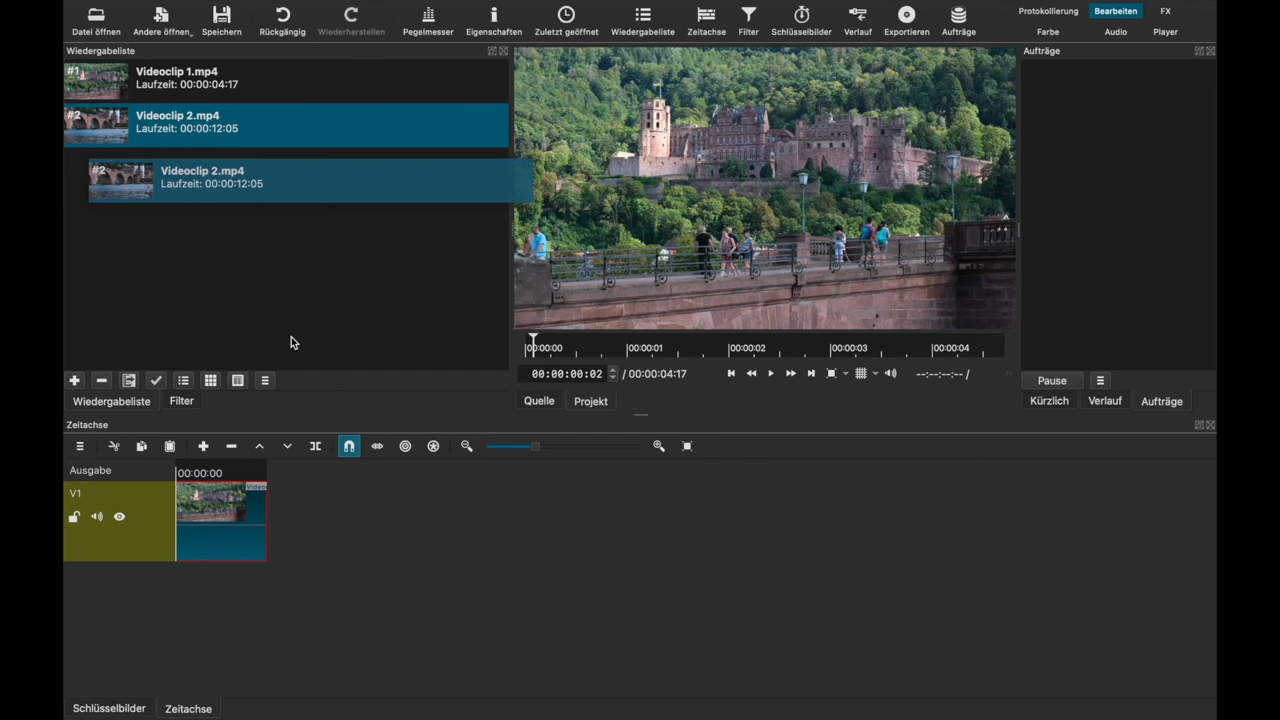 Datei öffnen
Andere öffnen
Speichern
Rückgängig
Wiederherstellen
Pegelmesser
Eigenschaften
Zuletzt geöffnet
Wiedergabeliste
Zeitachse
Filter
Schlüsselbilder
Verlauf
Exportieren
Aufträge
Protokollierung
Bearbeiten
FX
Farbe
Audio
Player
Wiedergabeliste
Aufträge
#1
Videoclip 1.mp4
Laufzeit: 00:00:04:17
#2
Videoclip 2.mp4
Laufzeit: 00:00:12:05
#2
Videoclip 2.mp4
Laufzeit: 00:00:12:05
00:00:00
00:00:01
00:00:02
00:00:03
00:00:04
00:00:00:02 / 00:00:04:17
--:--:--:-- /
Pause
Wiedergabeliste
Filter
Quelle
Projekt
Kürzlich
Verlauf
Aufträge
Zeitachse
Ausgabe
00:00:00
V1
Video
Schlüsselbilder
Zeitachse